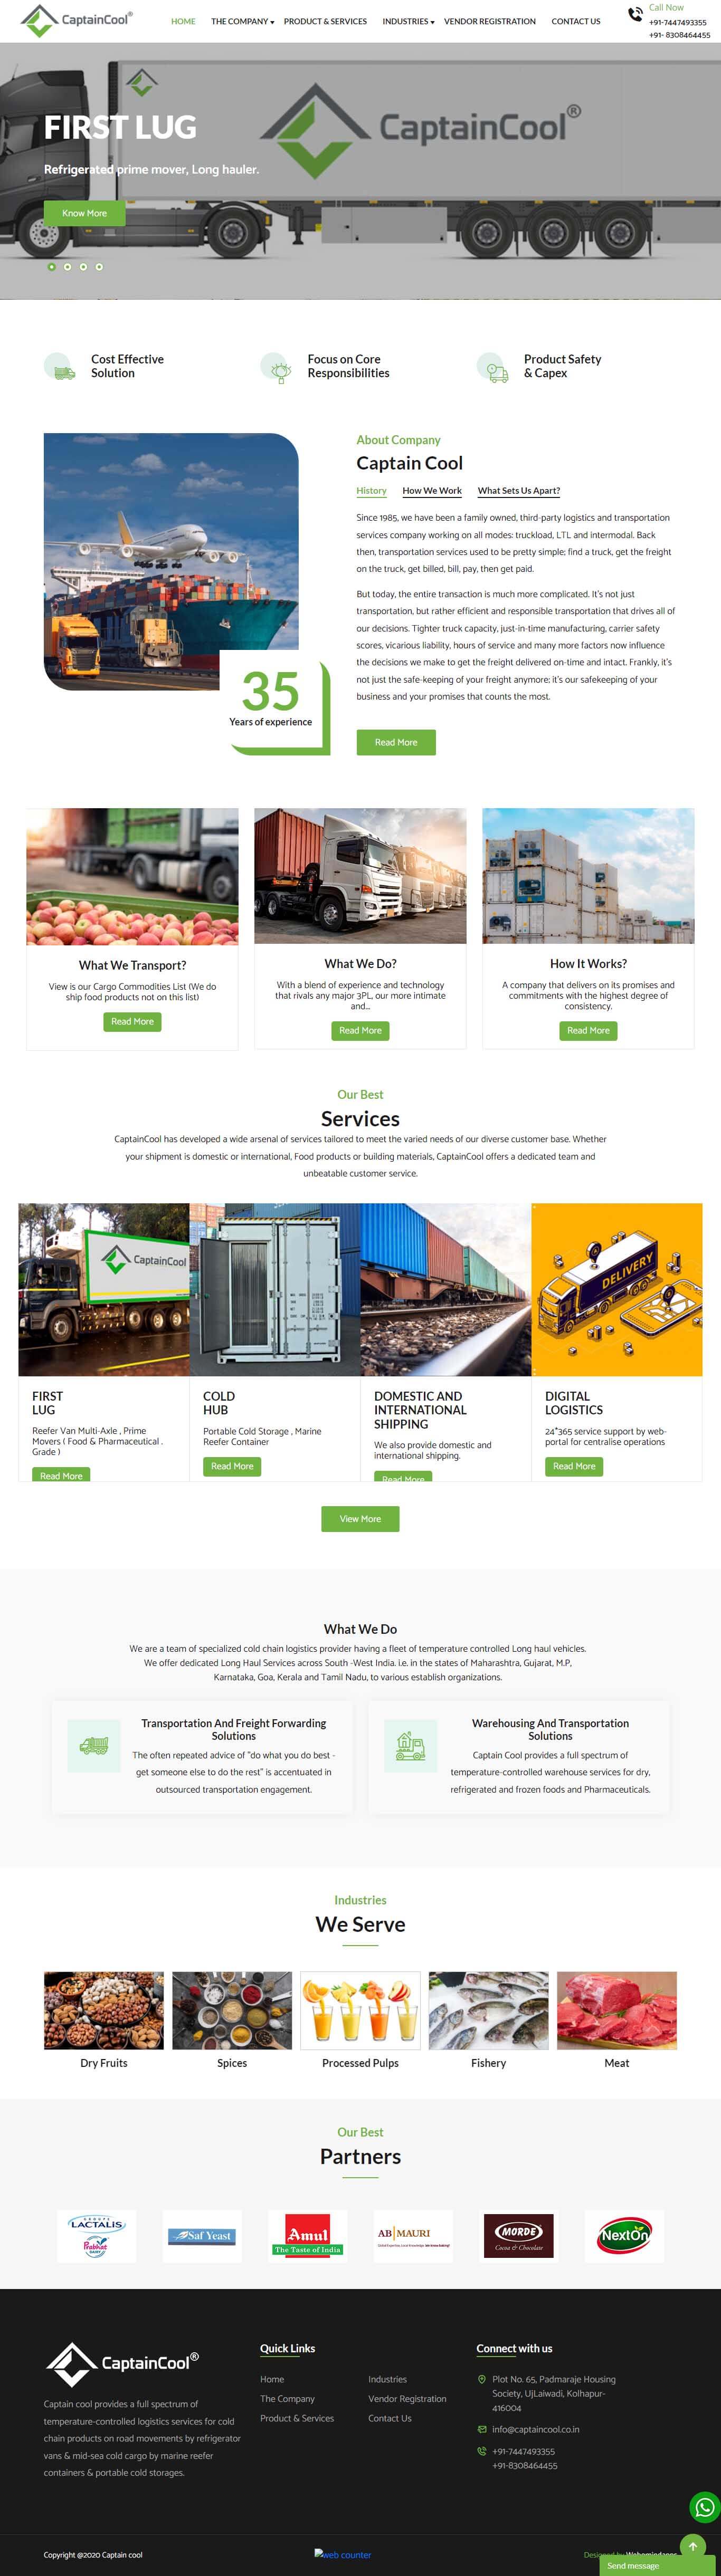 CaptainCool®
HOME THE COMPANY PRODUCT & SERVICES INDUSTRIES VENDOR REGISTRATION CONTACT US
Call Now
+91-7447493355
+91- 8308464455
CaptainCool®
FIRST LUG
Refrigerated prime mover, Long hauler.
Know More
Cost Effective
Solution
Focus on Core
Responsibilities
Product Safety
& Capex
About Company
Captain Cool
History How We Work What Sets Us Apart?
Since 1985, we have been a family owned, third-party logistics and transportation
services company working on all modes: truckload, LTL and intermodal. Back
then, transportation services used to be pretty simple; find a truck, get the freight
on the truck, get billed, bill, pay, then get paid.
But today, the entire transaction is much more complicated. It's not just
transportation, but rather efficient and responsible transportation that drives all of
our decisions. Tighter truck capacity, just-in-time manufacturing, carrier safety
scores, vicarious liability, hours of service and many more factors now influence
the decisions we make to get the freight delivered on-time and intact. Frankly, it's
not just the safe-keeping of your freight anymore; it's our safekeeping of your
business and your promises that counts the most.
35
Years of experience
Read More
What We Transport?
View is our Cargo Commodities List (We do
ship food products not on this list)
Read More
What We Do?
With a blend of experience and technology
that rivals any major 3PL, our more intimate
and...
Read More
How It Works?
A company that delivers on its promises and
commitments with the highest degree of
consistency.
Read More
Our Best
Services
CaptainCool has developed a wide arsenal of services tailored to meet the varied needs of our diverse customer base. Whether
your shipment is domestic or international, Food products or building materials, CaptainCool offers a dedicated team and
unbeatable customer service.
CaptainCool
DELIVERY
FIRST
LUG
Reefer Van Multi-Axle , Prime
Movers ( Food & Pharmaceutical .
Grade )
Read More
COLD
HUB
Portable Cold Storage , Marine
Reefer Container
Read More
DOMESTIC AND
INTERNATIONAL
SHIPPING
We also provide domestic and
international shipping.
Read More
DIGITAL
LOGISTICS
24*365 service support by web-
portal for centralise operations
Read More
View More
What We Do
We are a team of specialized cold chain logistics provider having a fleet of temperature controlled Long haul vehicles.
We offer dedicated Long Haul Services across South -West India. i.e. in the states of Maharashtra, Gujarat, M.P,
Karnataka, Goa, Kerala and Tamil Nadu, to various establish organizations.
Transportation And Freight Forwarding
Solutions
The often repeated advice of "do what you do best -
get someone else to do the rest" is accentuated in
outsourced transportation engagement.
Warehousing And Transportation
Solutions
Captain Cool provides a full spectrum of
temperature-controlled warehouse services for dry,
refrigerated and frozen foods and Pharmaceuticals.
Industries
We Serve
Dry Fruits
Spices
Processed Pulps
Fishery
Meat
Our Best
Partners
GROUPE
LACTALIS
Prabhat
DAIRY
Saf Yeast
Amul
The Taste of India
AB MAURI
MORDE
Cocoa & Chocolate
NextOn
CaptainCool®
Captain cool provides a full spectrum of
temperature-controlled logistics services for cold
chain products on road movements by refrigerator
vans & mid-sea cold cargo by marine reefer
containers & portable cold storages.
Quick Links
Home
The Company
Product & Services
Industries
Vendor Registration
Contact Us
Connect with us
Plot No. 65, Padmaraje Housing
Society, UjLaiwadi, Kolhapur-
416004
info@captaincool.co.in
+91-7447493355
+91-8308464455
Copyright @2020 Captain cool
web counter
Designed by Webomindapps
Send message